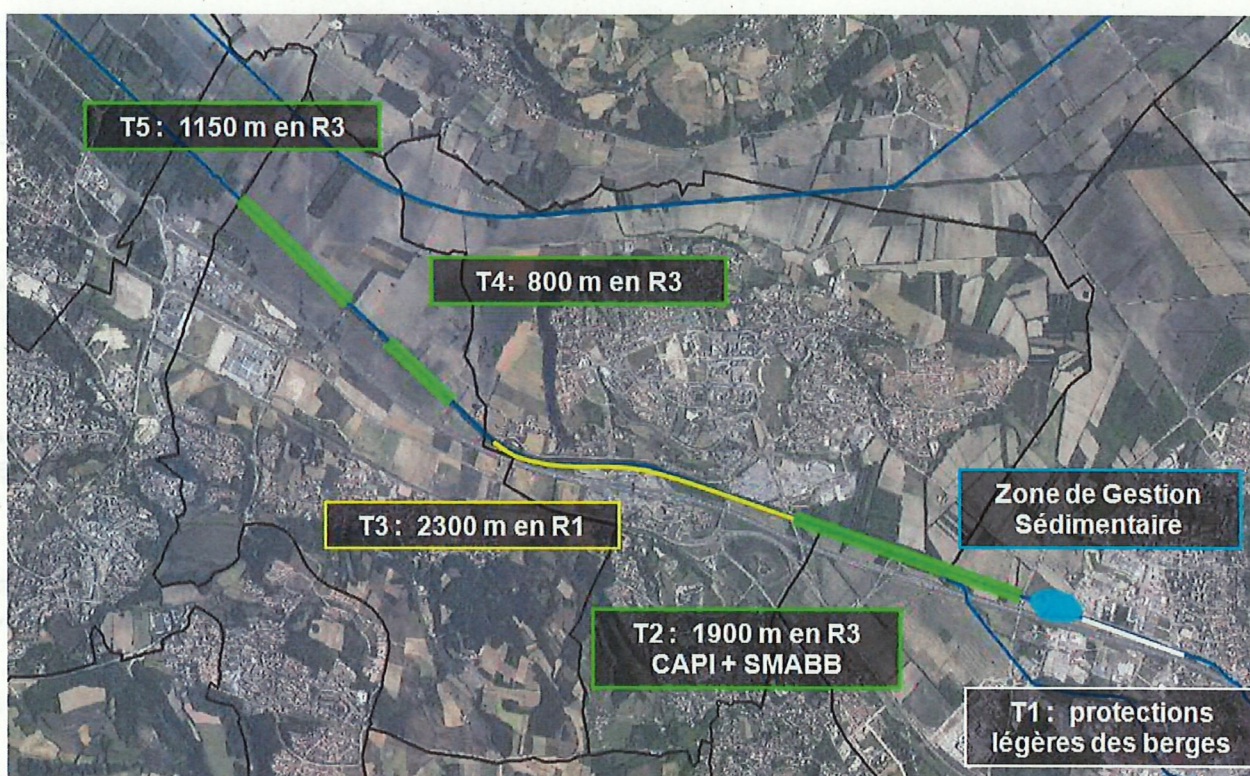 T5 : 1150 m en R3
T4: 800 m en R3
T3 : 2300 m en R1
Zone de Gestion
Sédimentaire
T2 : 1900 m en R3
CAPI + SMABB
T1 : protections
légères des berges